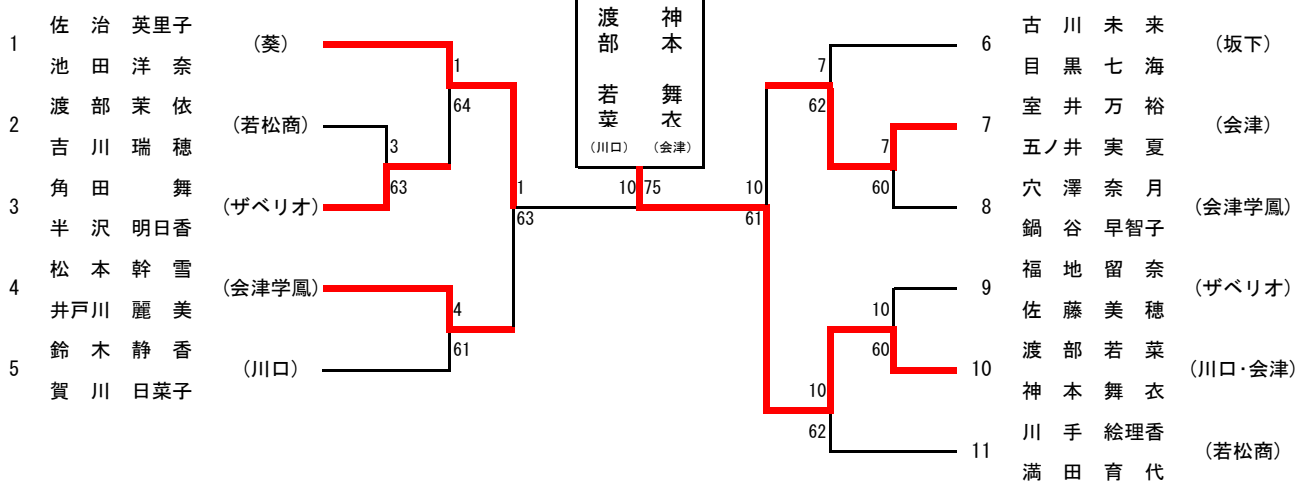 渡部 若菜
神本 舞衣
(川口) (会津)
佐 治 英里子
1 (葵)
池 田 洋 奈
渡 部 茉 依
2 (若松商)
吉 川 瑞 穂
角 田 舞
3 (ザベリオ)
半 沢 明日香
松 本 幹 雪
4 (会津学鳳)
井戸川 麗 美
鈴 木 静 香
5 (川口)
賀 川 日菜子
1
64
3
63
1
63
4
61
10 75
10
61
7
62
7
60
10
60
10
62
古 川 未 来
6 (坂下)
目 黒 七 海
室 井 万 裕
7 (会津)
五ノ井 実 夏
穴 澤 奈 月
8 (会津学鳳)
鍋 谷 早智子
福 地 留 奈
9 (ザベリオ)
佐 藤 美 穂
渡 部 若 菜
10 (川口・会津)
神 本 舞 衣
川 手 絵理香
11 (若松商)
満 田 育 代